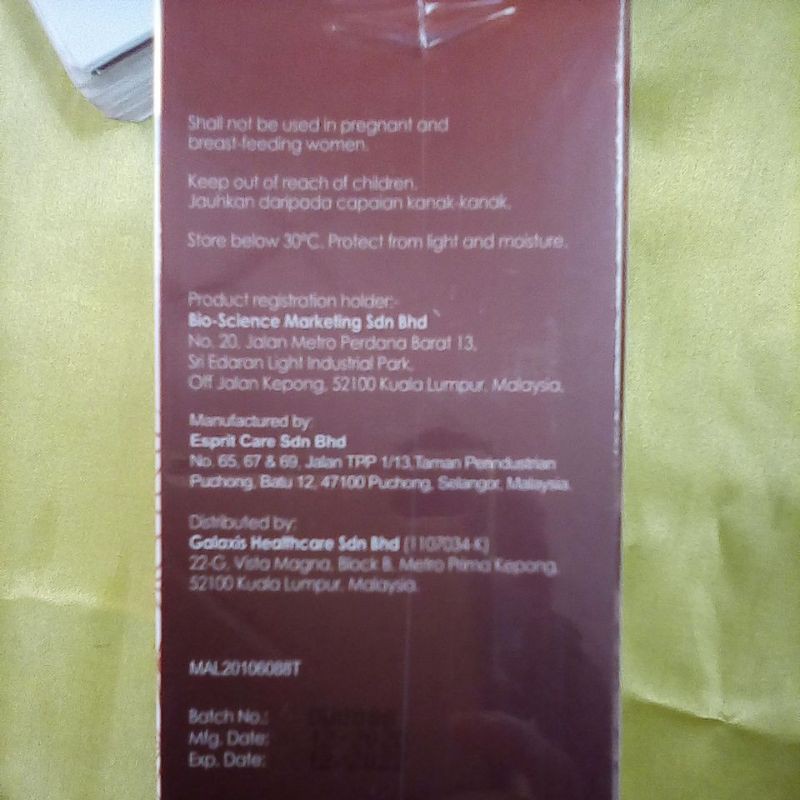 Shall not be used in pregnant and
breast-feeding women.
Keep out of reach of children.
Jauhkan daripada capaian kanak-kanak.
Store below 30°C. Protect from light and moisture.
Product registration holder:-
Bio-Science Marketing Sdn Bhd
No. 20, Jalan Metro Perdana Barat 13,
Sri Edaran Light Industrial Park,
Off Jalan Kepong, 52100 Kuala Lumpur, Malaysia.
Manufactured by:
Esprit Care Sdn Bhd
No. 65, 67 & 69, Jalan TPP 1/13,Taman Perindustrian
Puchong, Batu 12, 47100 Puchong, Selangor, Malaysia.
Distributed by:
Galaxis Healthcare Sdn Bhd (1107034-K)
22-G, Vista Magna, Block B, Metro Prima Kepong,
52100 Kuala Lumpur, Malaysia.
MAL20106088T
Batch No.:
Mfg. Date:
Exp. Date: